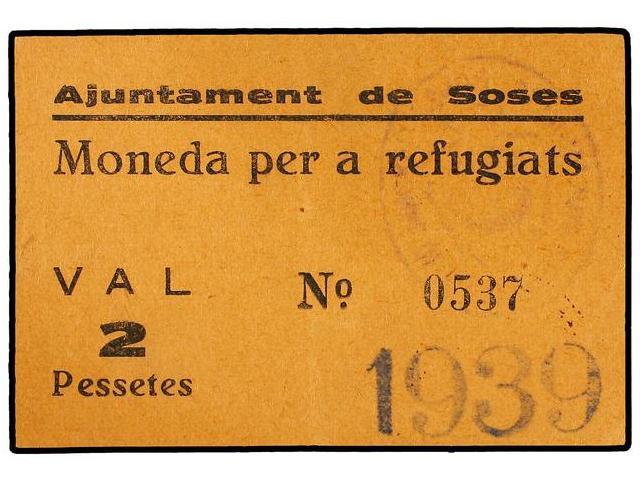 Ajuntament de Soses
Moneda per a refugiats
VAL Nº 0537
2
Pessetes
1939